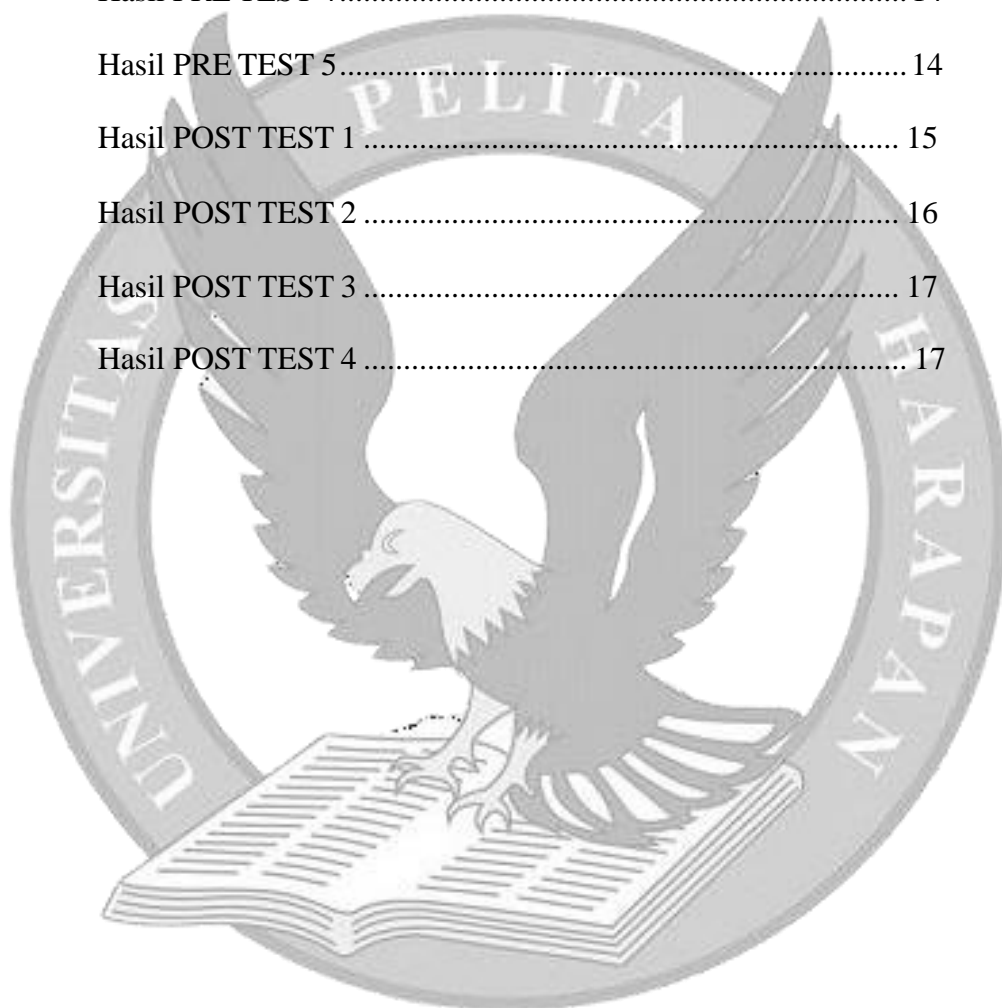 Hasil PRE TEST 5 ........................................................................ 14
Hasil POST TEST 1 .................................................................... 15
Hasil POST TEST 2 .................................................................... 16
Hasil POST TEST 3 .................................................................... 17
Hasil POST TEST 4 ..................................................................... 17
UNIVERSITAS PELITA HARAPAN